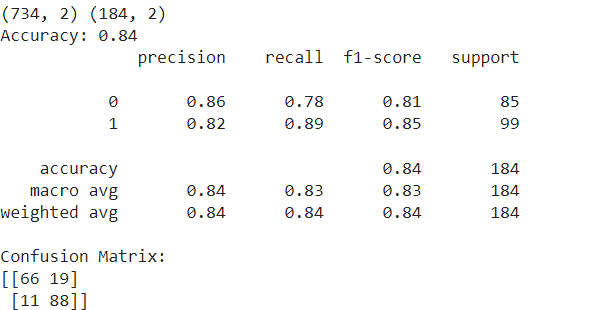 (734, 2) (184, 2)
Accuracy: 0.84
              precision    recall  f1-score   support

           0       0.86      0.78      0.81        85
           1       0.82      0.89      0.85        99

    accuracy                           0.84       184
   macro avg       0.84      0.83      0.83       184
weighted avg       0.84      0.84      0.84       184

Confusion Matrix:
[[66 19]
 [11 88]]